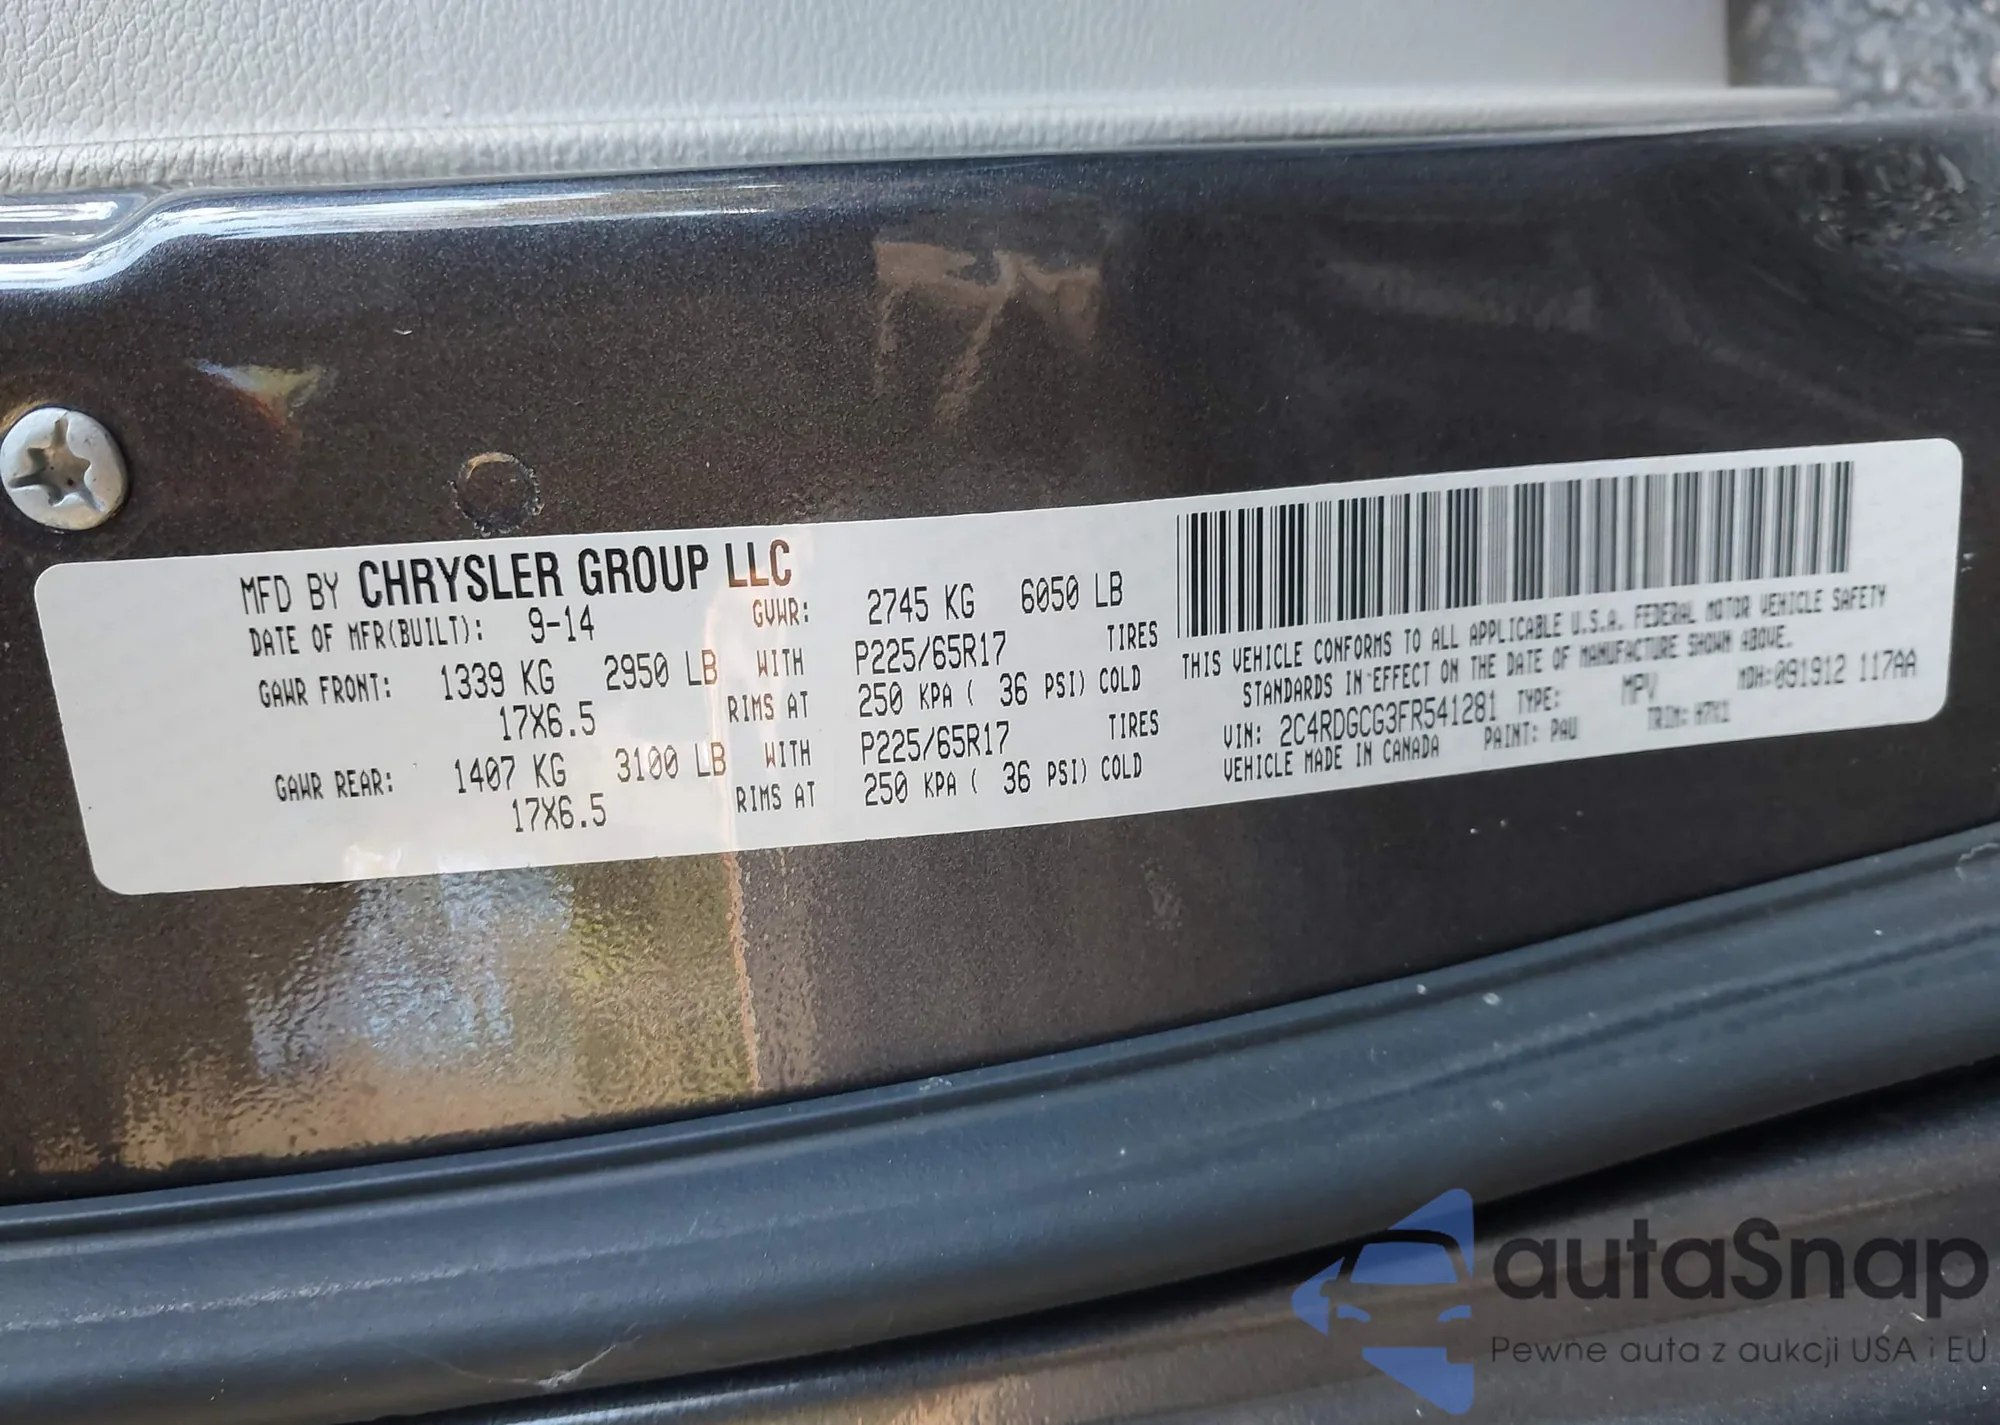 MFD BY CHRYSLER GROUP LLC
DATE OF MFR(BUILT): 9-14 GVWR: 2745 KG 6050 LB
GAWR FRONT: 1339 KG 2950 LB WITH P225/65R17 TIRES
17X6.5 RIMS AT 250 KPA ( 36 PSI) COLD
GAWR REAR: 1407 KG 3100 LB WITH P225/65R17 TIRES
17X6.5 RIMS AT 250 KPA ( 36 PSI) COLD
THIS VEHICLE CONFORMS TO ALL APPLICABLE U.S.A. FEDERAL MOTOR VEHICLE SAFETY
STANDARDS IN EFFECT ON THE DATE OF MANUFACTURE SHOWN ABOVE.
VIN: 2C4RDGCG3FR541281 TYPE: MPV MDH:091912 117AA
VEHICLE MADE IN CANADA PAINT: PAU TRIM: H7X1
autaSnap
Pewne auta z aukcji USA i EU